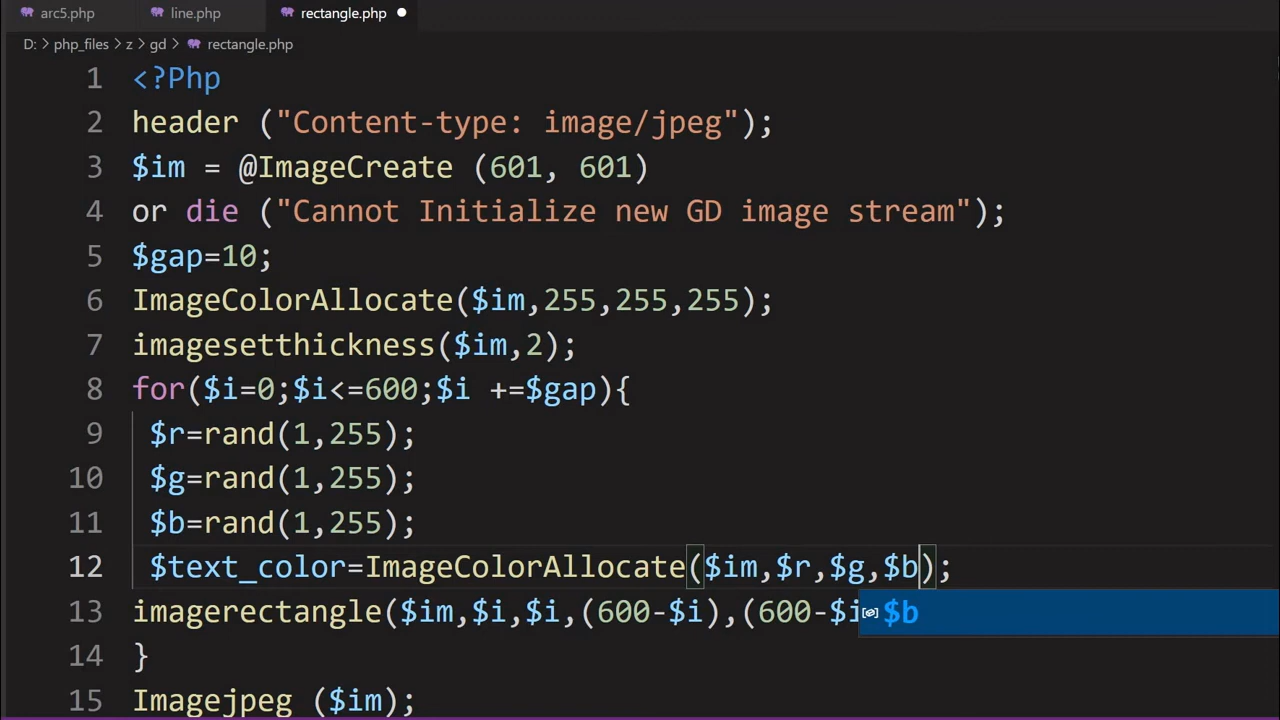 arc5.php line.php rectangle.php
D: > php_files > z > gd > rectangle.php
1 <?Php
2 header ("Content-type: image/jpeg");
3 $im = @ImageCreate (601, 601)
4 or die ("Cannot Initialize new GD image stream");
5 $gap=10;
6 ImageColorAllocate($im,255,255,255);
7 imagesetthickness($im,2);
8 for($i=0;$i<=600;$i +=$gap){
9 $r=rand(1,255);
10 $g=rand(1,255);
11 $b=rand(1,255);
12 $text_color=ImageColorAllocate($im,$r,$g,$b);
13 imagerectangle($im,$i,$i,(600-$i),(600-$i $b
14 }
15 Imagejpeg ($im);